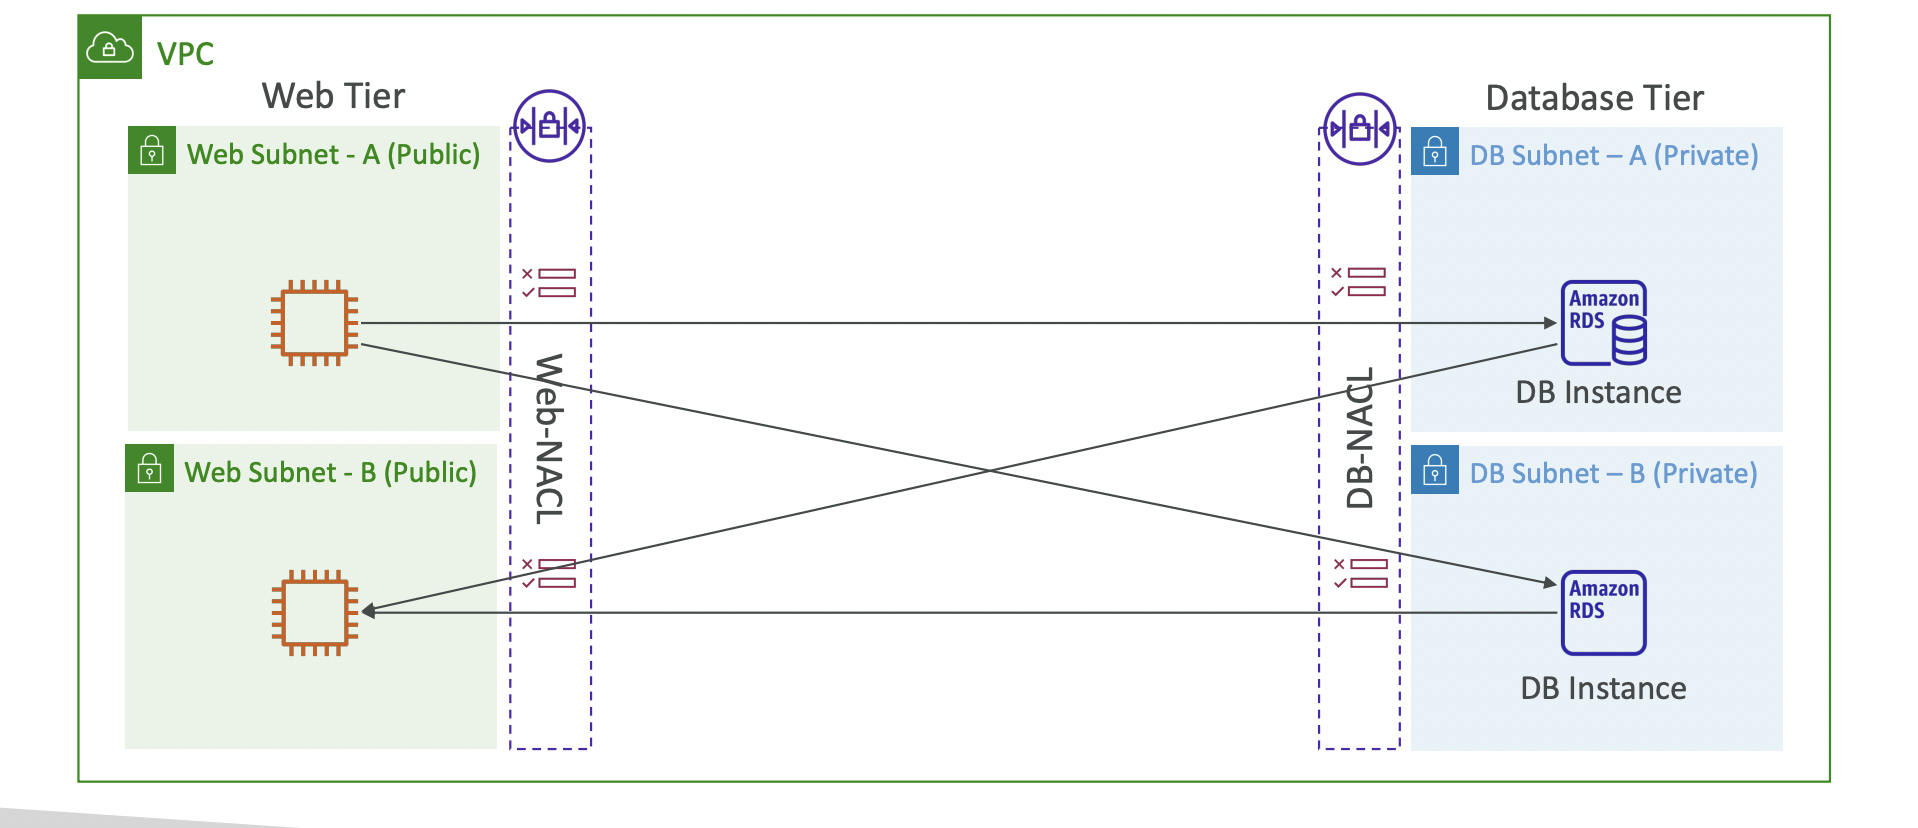 VPC
Web Tier
Database Tier
Web Subnet - A (Public)
DB Subnet – A (Private)
Amazon
RDS
DB Instance
Web-NACL
DB-NACL
Web Subnet - B (Public)
DB Subnet – B (Private)
Amazon
RDS
DB Instance